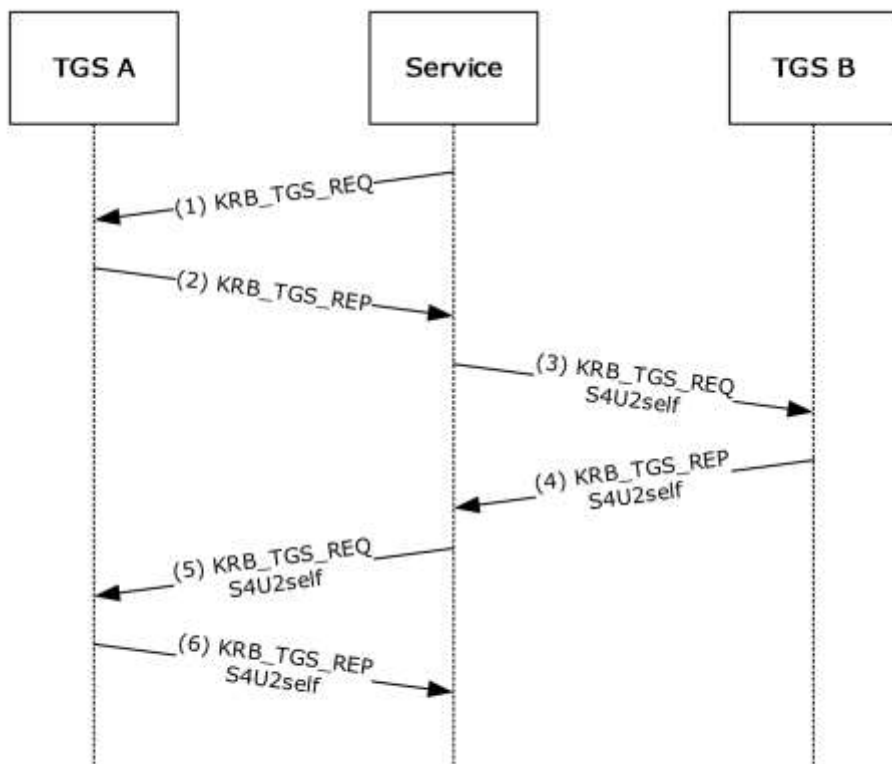 TGS A
Service
TGS B
(1) KRB_TGS_REQ
(2) KRB_TGS_REP
(3) KRB_TGS_REQ
S4U2self
(4) KRB_TGS_REP
S4U2self
(5) KRB_TGS_REQ
S4U2self
(6) KRB_TGS_REP
S4U2self